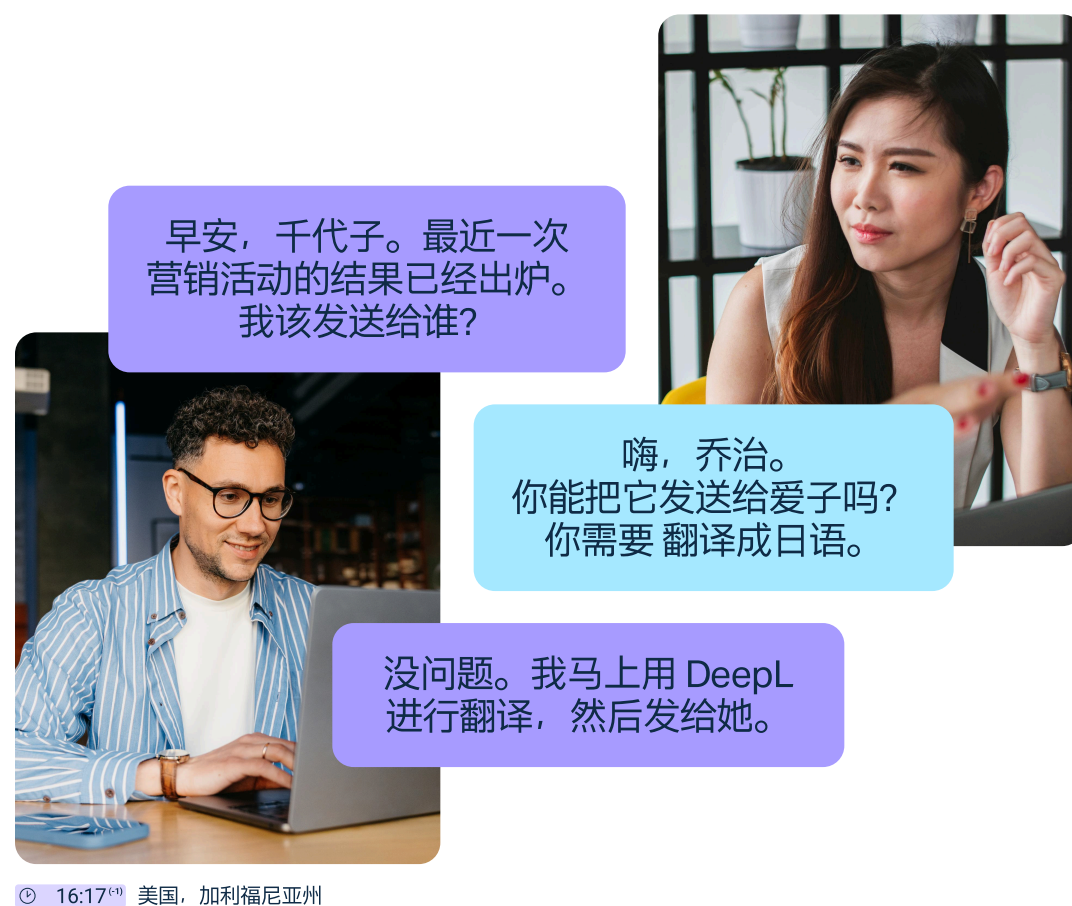 早安，千代子。最近一次
营销活动的结果已经出炉。
我该发送给谁？
嗨，乔治。
你能把它发送给爱子吗？
你需要 翻译成日语。
没问题。我马上用 DeepL
进行翻译，然后发给她。
16:17(-1) 美国，加利福尼亚州